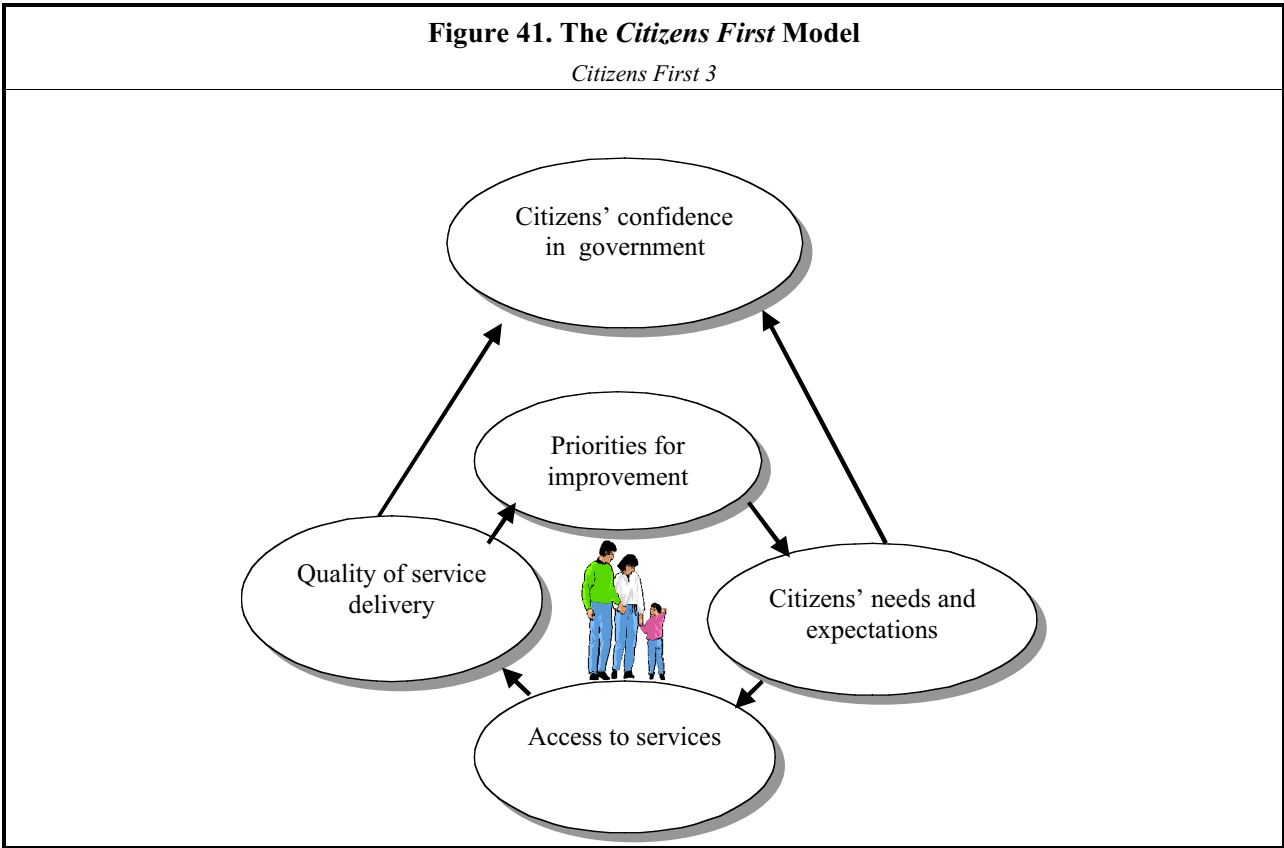 Figure 41. The Citizens First Model
Citizens First 3
Citizens’ confidence
in government
Priorities for
improvement
Quality of service
delivery
Citizens’ needs and
expectations
Access to services